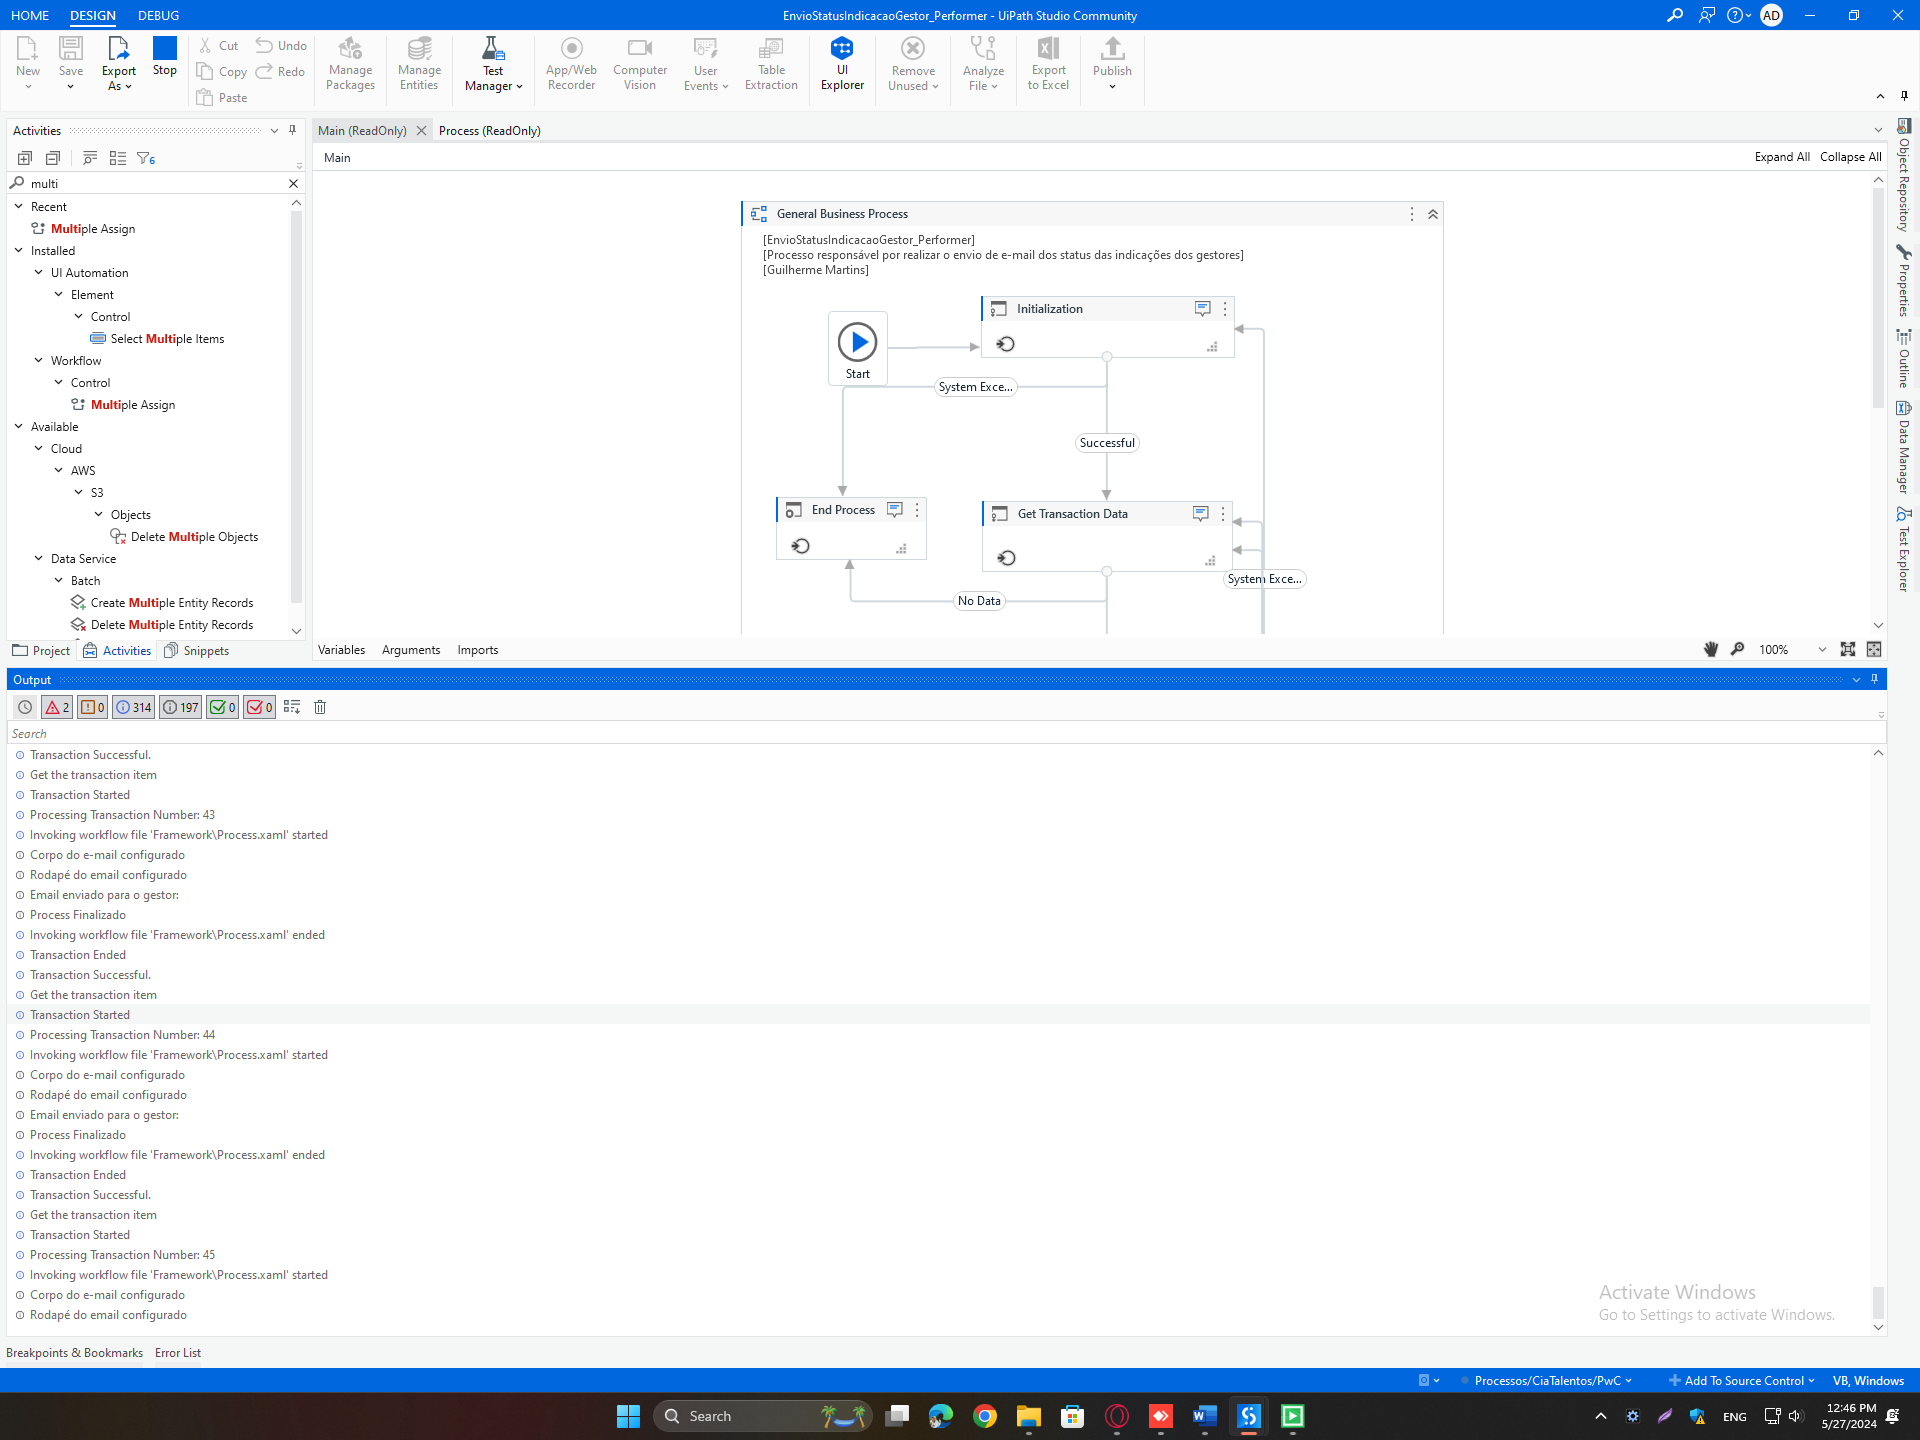 HOME DESIGN DEBUG
EnvioStatusIndicacaoGestor_Performer - UiPath Studio Community
AD
New
Save
Export As
Stop
Cut
Copy
Paste
Undo
Redo
Manage Packages
Manage Entities
Test Manager
App/Web Recorder
Computer Vision
User Events
Table Extraction
UI Explorer
Remove Unused
Analyze File
Export to Excel
Publish
Activities
6
multi
Recent
Multiple Assign
Installed
UI Automation
Element
Control
Select Multiple Items
Workflow
Control
Multiple Assign
Available
Cloud
AWS
S3
Objects
Delete Multiple Objects
Data Service
Batch
Create Multiple Entity Records
Delete Multiple Entity Records
Project Activities Snippets
Main (ReadOnly) Process (ReadOnly)
Main
Expand All Collapse All
General Business Process
[EnvioStatusIndicacaoGestor_Performer]
[Processo responsável por realizar o envio de e-mail dos status das indicações dos gestores]
[Guilherme Martins]
Initialization
Start
System Exce...
Successful
End Process
Get Transaction Data
System Exce...
No Data
Variables Arguments Imports
100%
Object Repository
Properties
Outline
Data Manager
Test Explorer
Output
2 0 314 197 0 0
Search
Transaction Successful.
Get the transaction item
Transaction Started
Processing Transaction Number: 43
Invoking workflow file 'Framework\Process.xaml' started
Corpo do e-mail configurado
Rodapé do email configurado
Email enviado para o gestor:
Process Finalizado
Invoking workflow file 'Framework\Process.xaml' ended
Transaction Ended
Transaction Successful.
Get the transaction item
Transaction Started
Processing Transaction Number: 44
Invoking workflow file 'Framework\Process.xaml' started
Corpo do e-mail configurado
Rodapé do email configurado
Email enviado para o gestor:
Process Finalizado
Invoking workflow file 'Framework\Process.xaml' ended
Transaction Ended
Transaction Successful.
Get the transaction item
Transaction Started
Processing Transaction Number: 45
Invoking workflow file 'Framework\Process.xaml' started
Corpo do e-mail configurado
Rodapé do email configurado
Activate Windows
Go to Settings to activate Windows.
Breakpoints & Bookmarks Error List
Processos/CiaTalentos/PwC
Add To Source Control
VB, Windows
Search
ENG
12:46 PM
5/27/2024